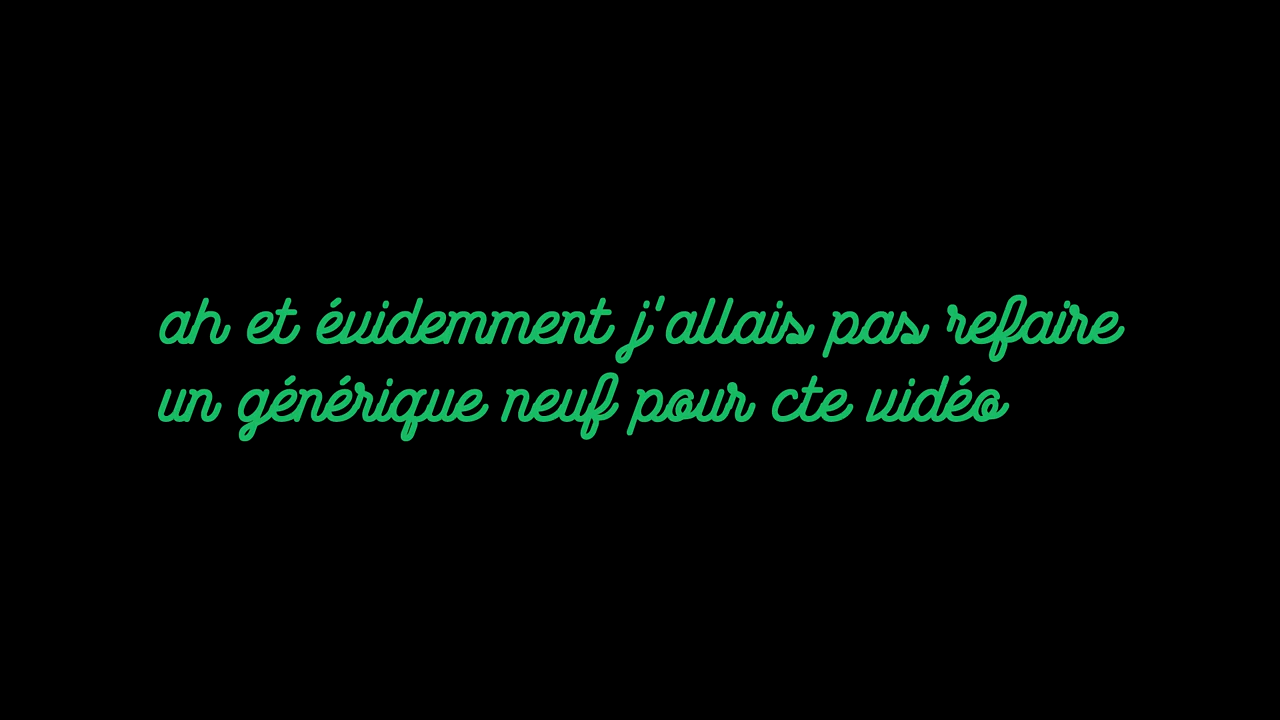 ah et évidemment j'allais pas refaire
un générique neuf pour cte vidéo